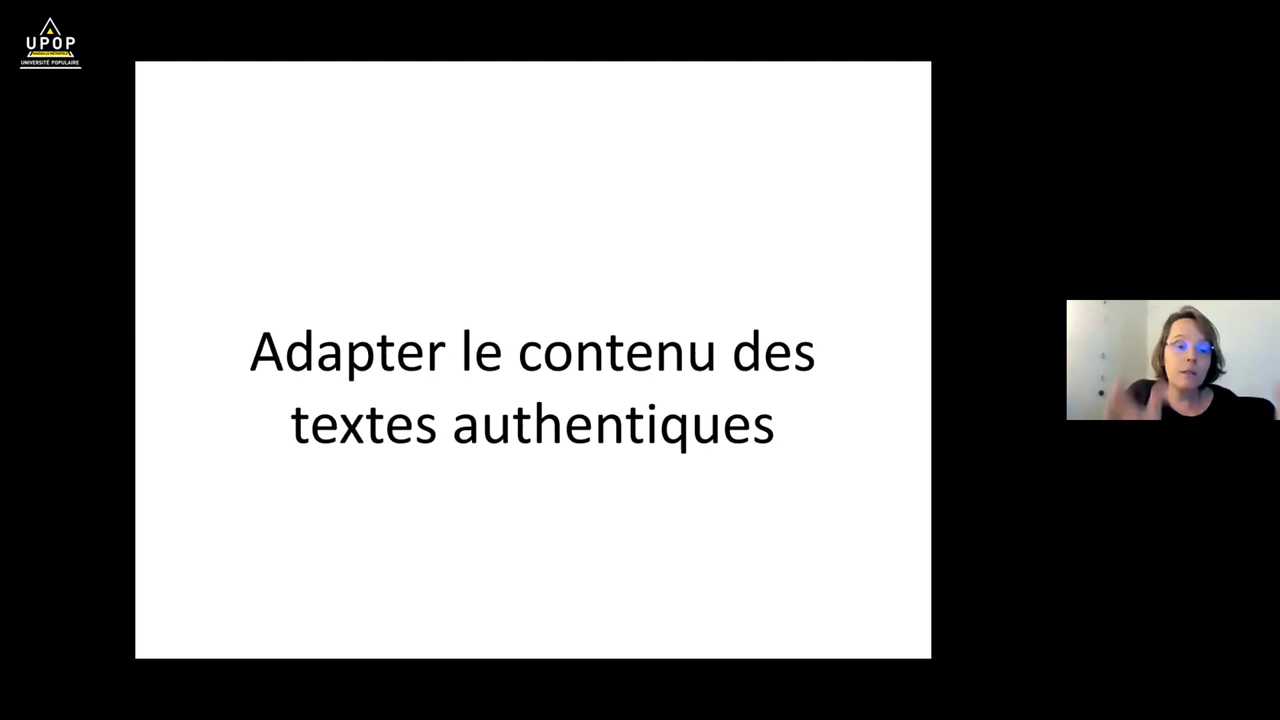 UPOP
UNIVERSITÉ POPULAIRE
Adapter le contenu des
textes authentiques